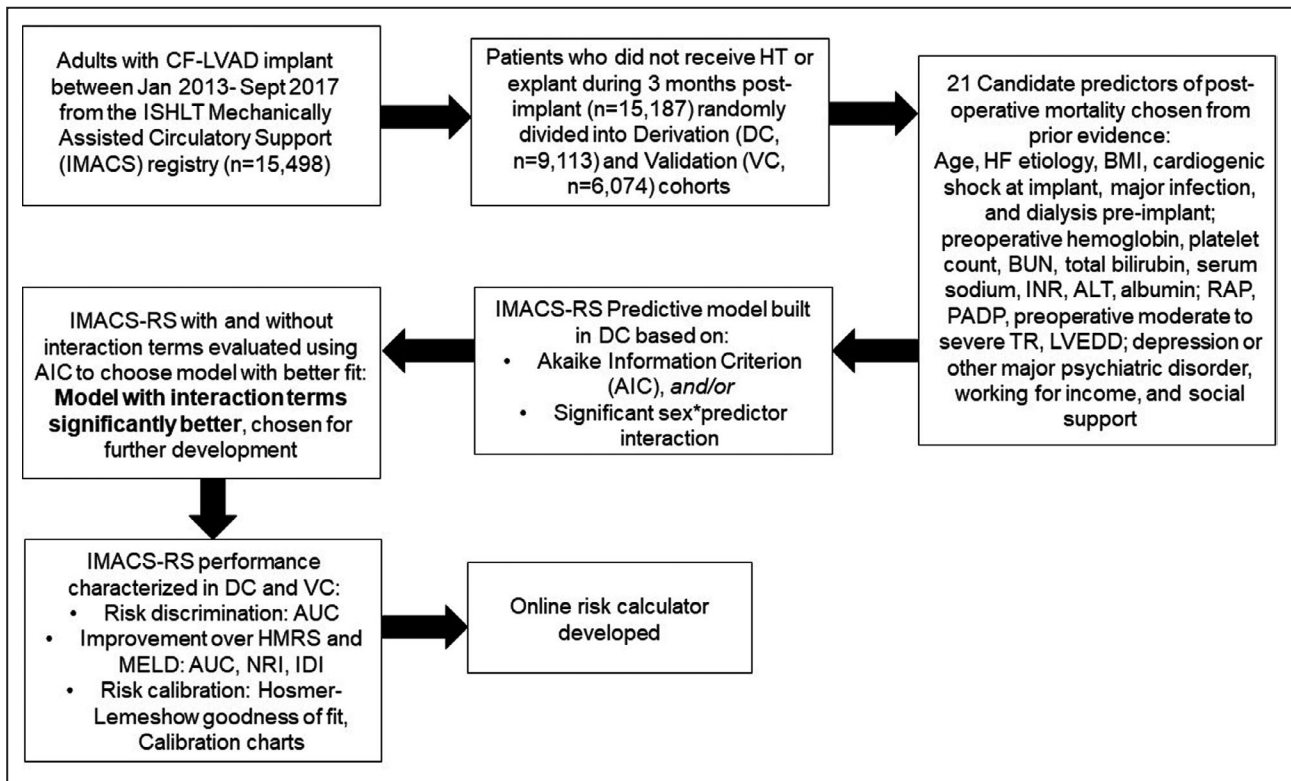 Adults with CF-LVAD implant
between Jan 2013- Sept 2017
from the ISHLT Mechanically
Assisted Circulatory Support
(IMACS) registry (n=15,498)
Patients who did not receive HT or
explant during 3 months post-
implant (n=15,187) randomly
divided into Derivation (DC,
n=9,113) and Validation (VC,
n=6,074) cohorts
21 Candidate predictors of post-
operative mortality chosen from
prior evidence:
Age, HF etiology, BMI, cardiogenic
shock at implant, major infection,
and dialysis pre-implant;
preoperative hemoglobin, platelet
count, BUN, total bilirubin, serum
sodium, INR, ALT, albumin; RAP,
PADP, preoperative moderate to
severe TR, LVEDD; depression or
other major psychiatric disorder,
working for income, and social
support
IMACS-RS Predictive model built
in DC based on:
• Akaike Information Criterion
(AIC), and/or
• Significant sex*predictor
interaction
IMACS-RS with and without
interaction terms evaluated using
AIC to choose model with better fit:
Model with interaction terms
significantly better, chosen for
further development
IMACS-RS performance
characterized in DC and VC:
• Risk discrimination: AUC
• Improvement over HMRS and
MELD: AUC, NRI, IDI
• Risk calibration: Hosmer-
Lemeshow goodness of fit,
Calibration charts
Online risk calculator
developed